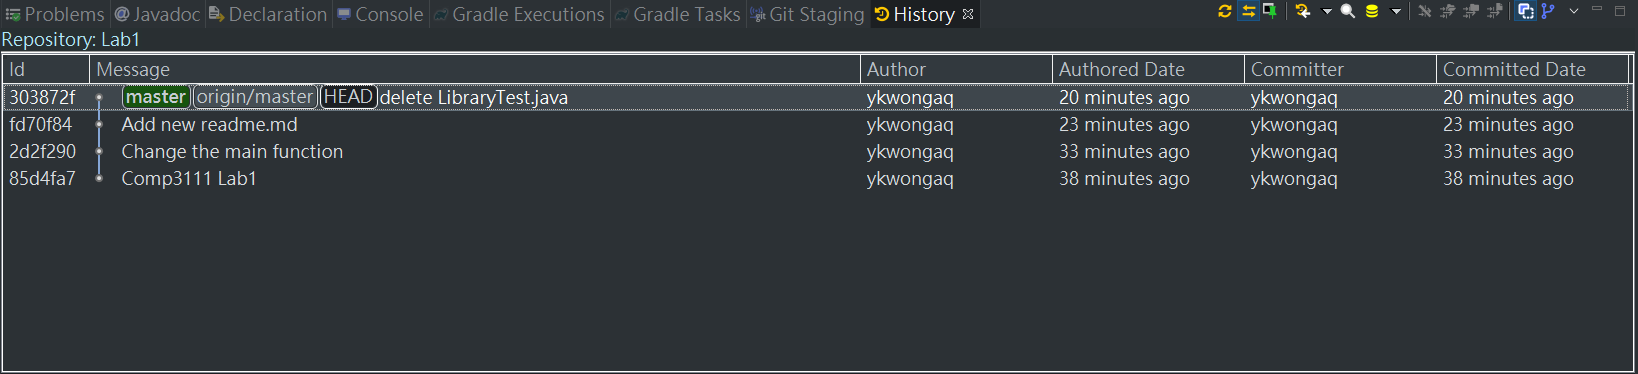 Problems @ Javadoc Declaration Console Gradle Executions Gradle Tasks Git Staging History
Repository: Lab1
Id Message Author Authored Date Committer Committed Date
303872f master origin/master HEAD delete LibraryTest.java ykwongaq 20 minutes ago ykwongaq 20 minutes ago
fd70f84 Add new readme.md ykwongaq 23 minutes ago ykwongaq 23 minutes ago
2d2f290 Change the main function ykwongaq 33 minutes ago ykwongaq 33 minutes ago
85d4fa7 Comp3111 Lab1 ykwongaq 38 minutes ago ykwongaq 38 minutes ago